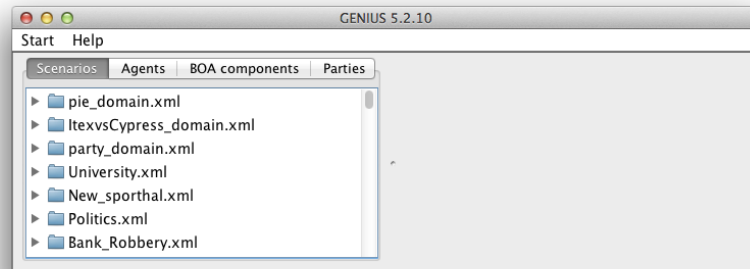 GENIUS 5.2.10
Start Help
Scenarios Agents BOA components Parties
pie_domain.xml
ItexvsCypress_domain.xml
party_domain.xml
University.xml
New_sporthal.xml
Politics.xml
Bank_Robbery.xml